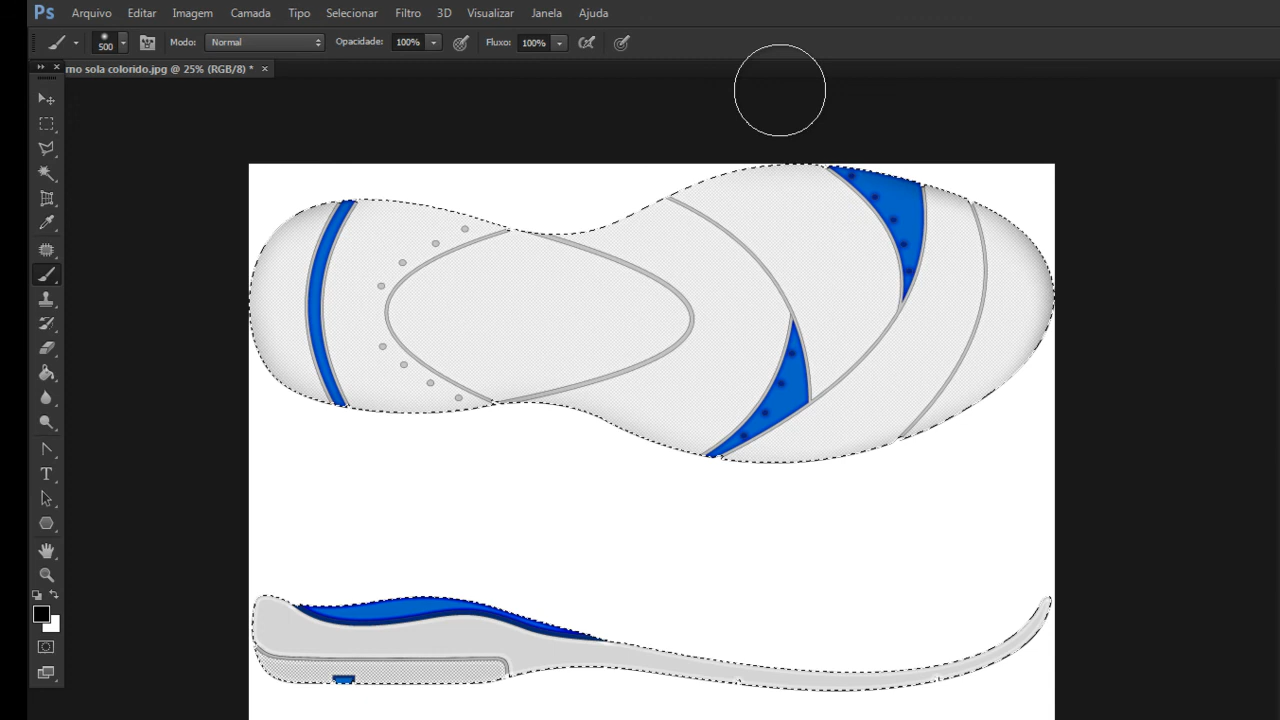 Ps Arquivo Editar Imagem Camada Tipo Selecionar Filtro 3D Visualizar Janela Ajuda
500 Modo: Normal Opacidade: 100% Fluxo: 100%
mo sola colorido.jpg @ 25% (RGB/8) * ×
T